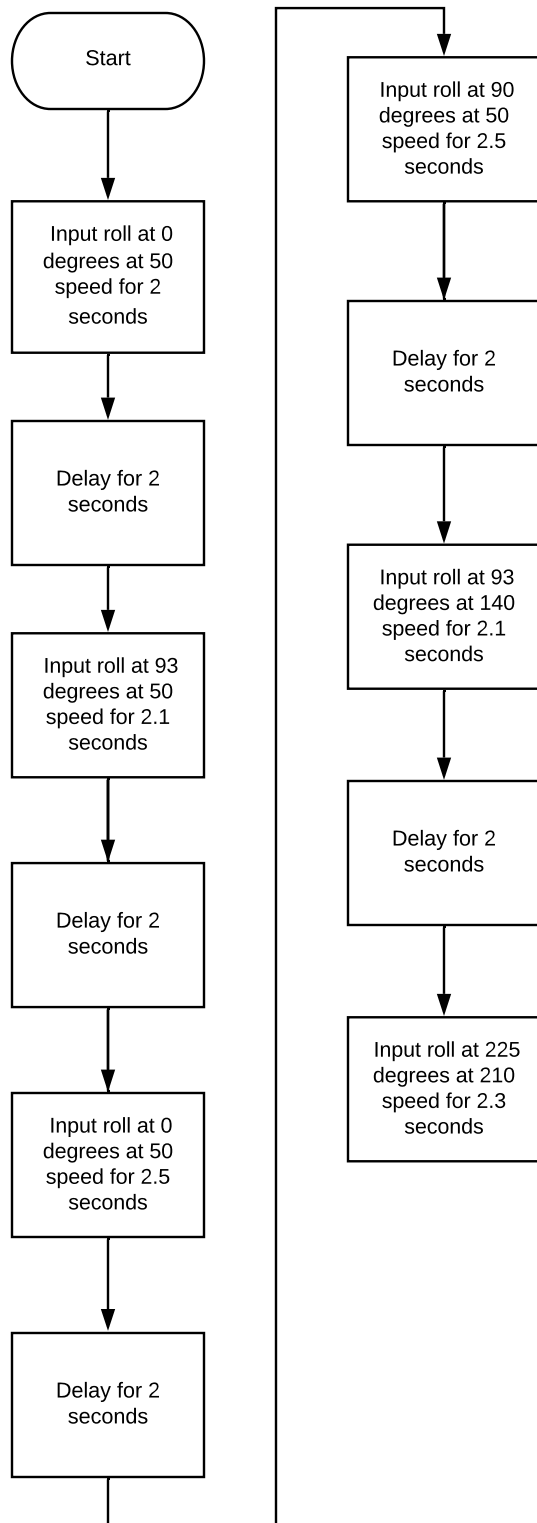 Start
Input roll at 0
degrees at 50
speed for 2
seconds
Delay for 2
seconds
Input roll at 93
degrees at 50
speed for 2.1
seconds
Delay for 2
seconds
Input roll at 0
degrees at 50
speed for 2.5
seconds
Delay for 2
seconds
Input roll at 90
degrees at 50
speed for 2.5
seconds
Delay for 2
seconds
Input roll at 93
degrees at 140
speed for 2.1
seconds
Delay for 2
seconds
Input roll at 225
degrees at 210
speed for 2.3
seconds